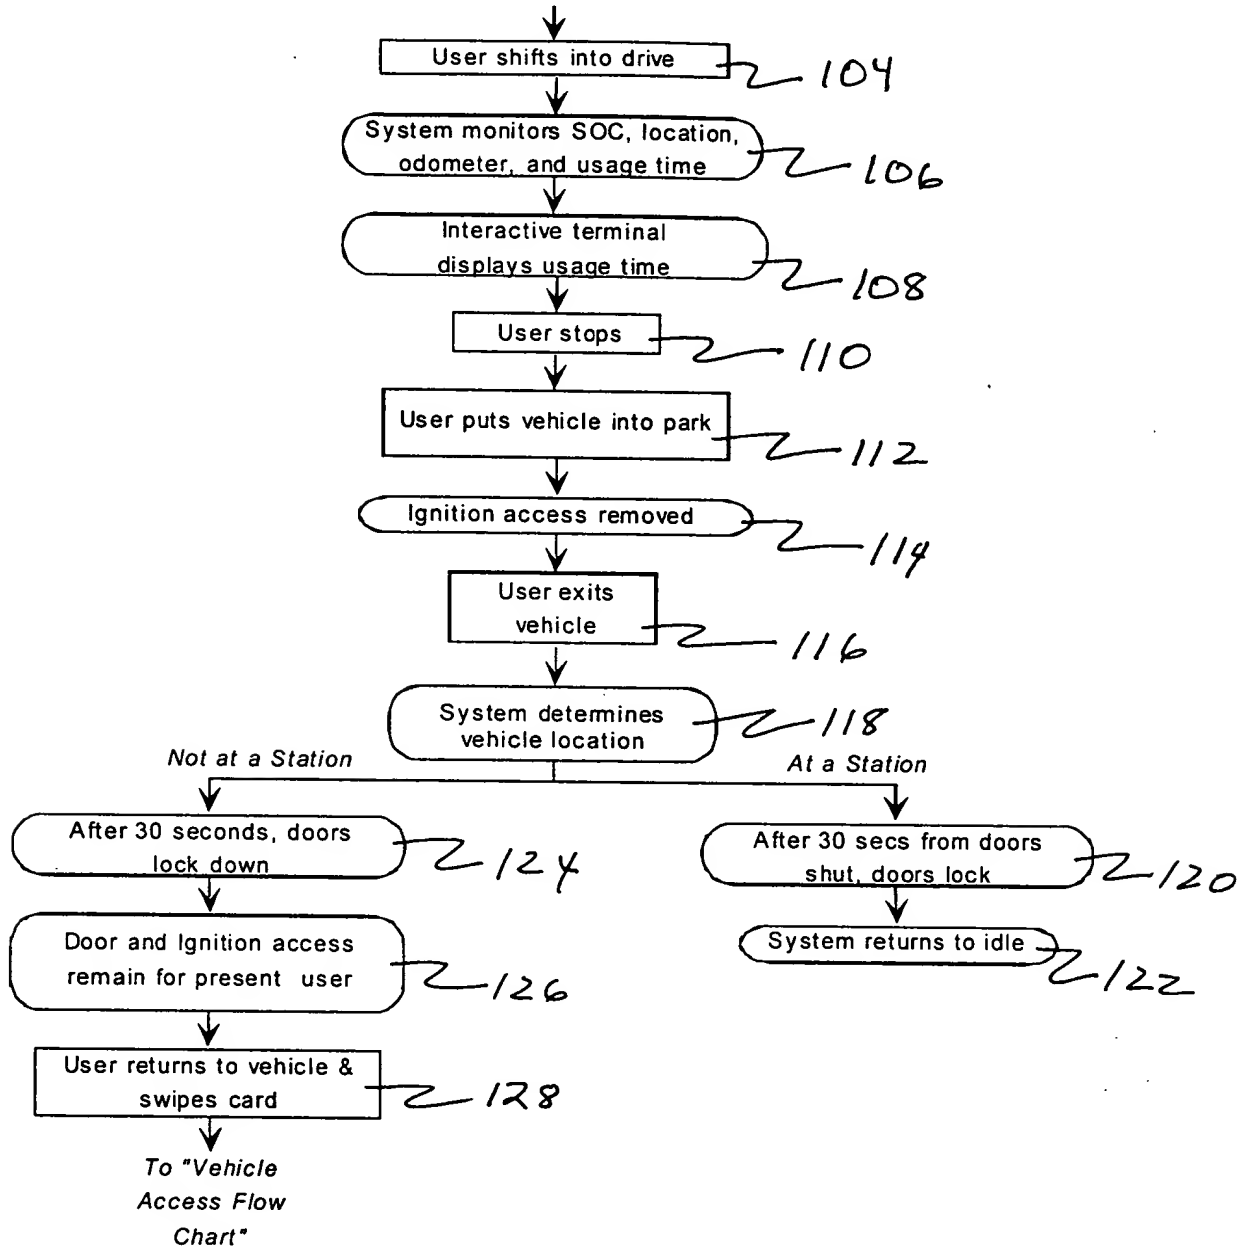 User shifts into drive
104
System monitors SOC, location,
odometer, and usage time
106
Interactive terminal
displays usage time
108
User stops
110
User puts vehicle into park
112
Ignition access removed
114
User exits
vehicle
116
System determines
vehicle location
118
Not at a Station
At a Station
After 30 seconds, doors
lock down
124
After 30 secs from doors
shut, doors lock
120
Door and Ignition access
remain for present user
126
System returns to idle
122
User returns to vehicle &
swipes card
128
To "Vehicle
Access Flow
Chart"